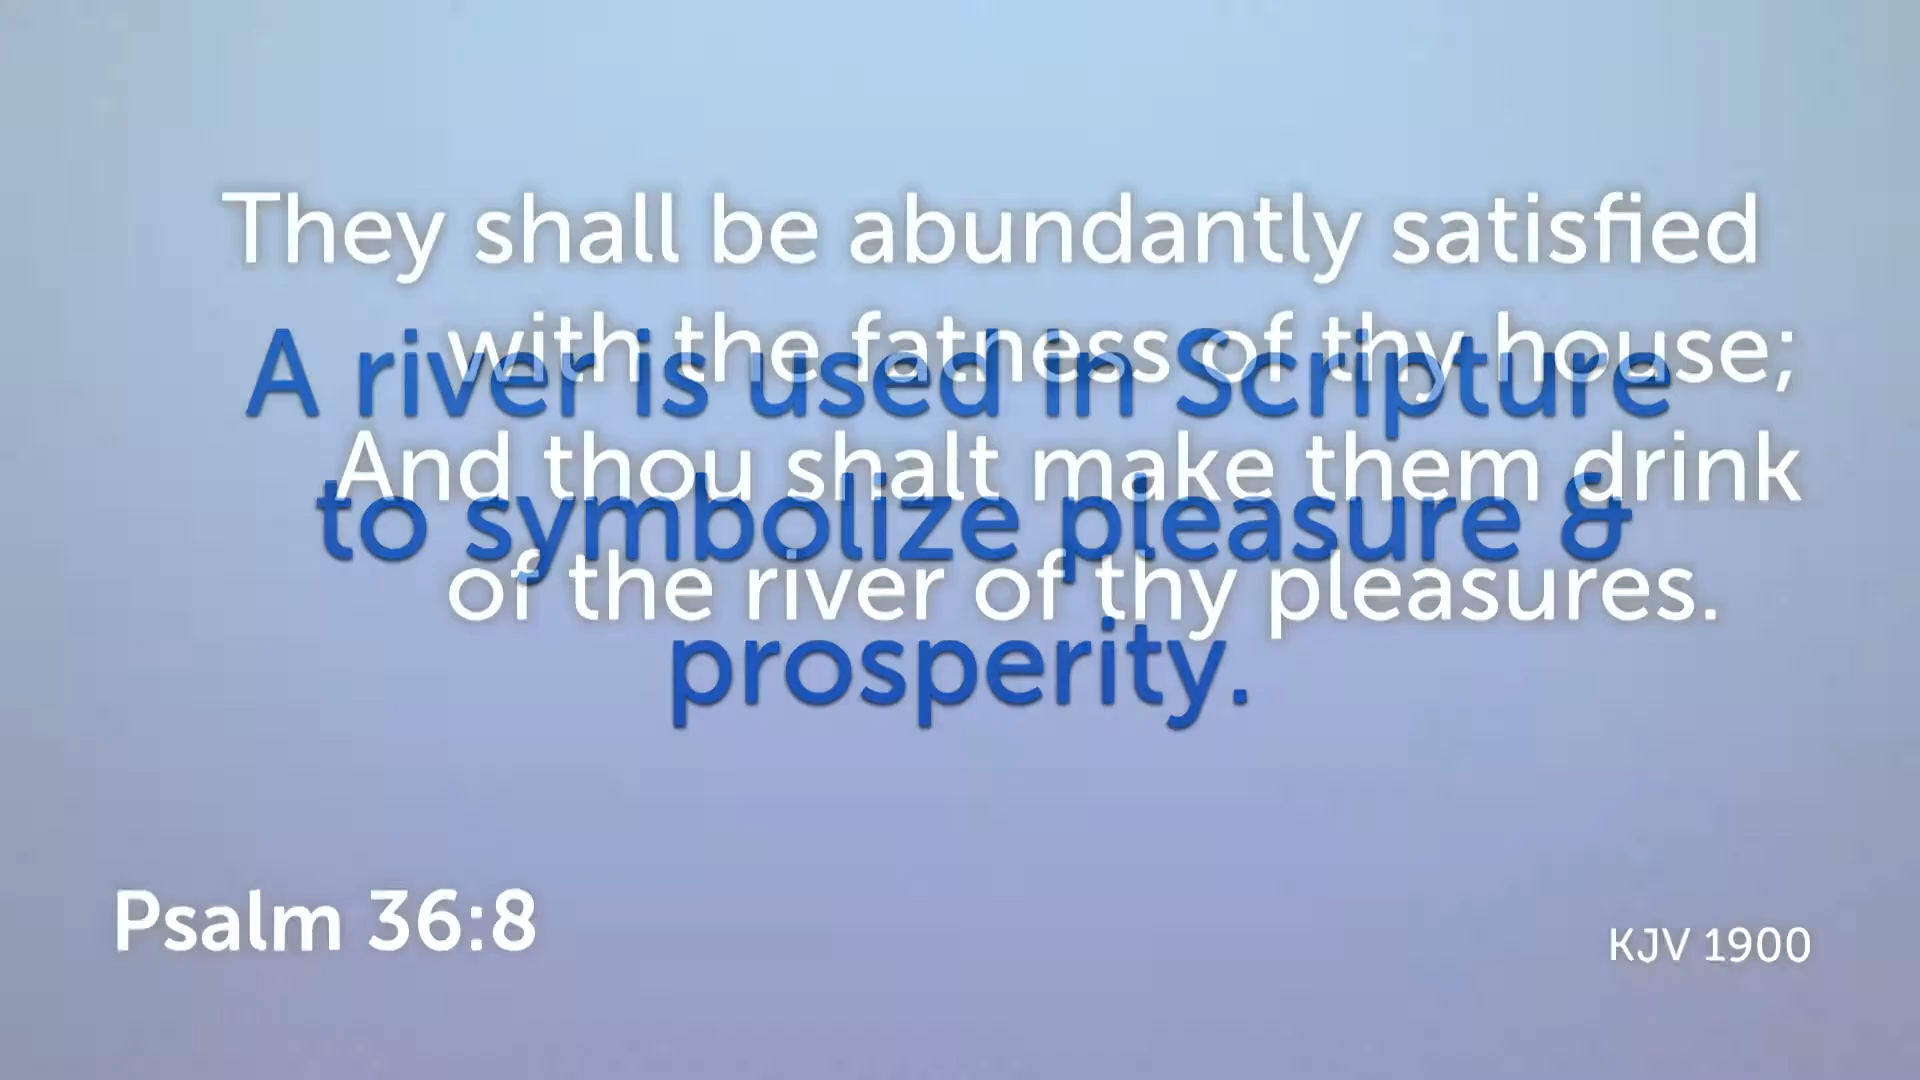 They shall be abundantly satisfied
with the fatness of thy house;
And thou shalt make them drink
of the river of thy pleasures.
A river is used in Scripture
to symbolize pleasure &
prosperity.
Psalm 36:8
KJV 1900